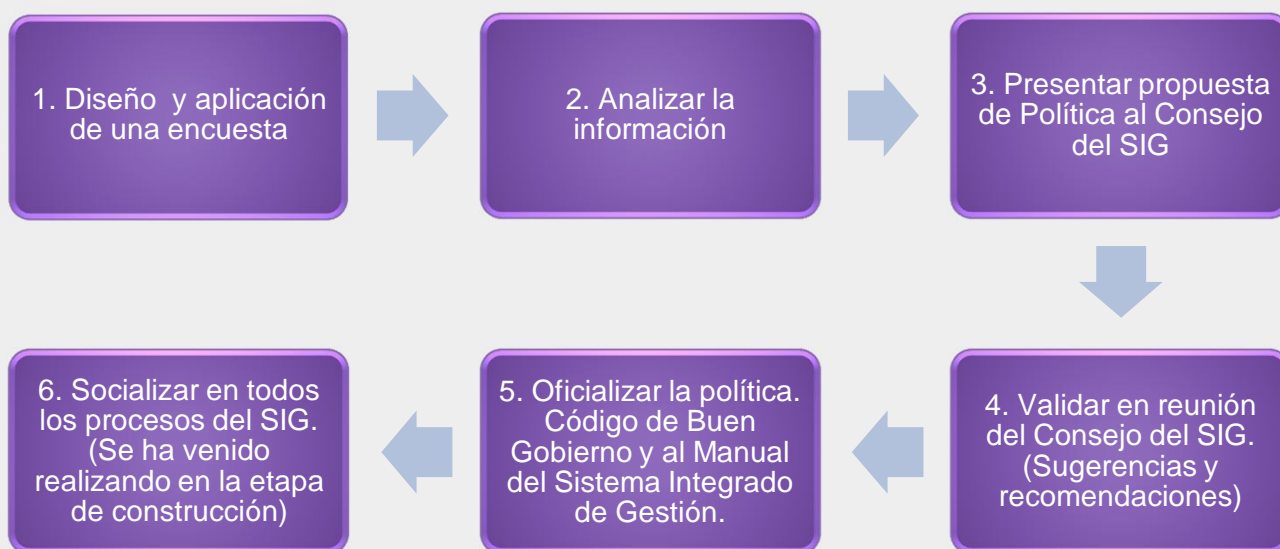 1. Diseño y aplicación
de una encuesta
2. Analizar la
información
3. Presentar propuesta
de Política al Consejo
del SIG
4. Validar en reunión
del Consejo del SIG.
(Sugerencias y
recomendaciones)
5. Oficializar la política.
Código de Buen
Gobierno y al Manual
del Sistema Integrado
de Gestión.
6. Socializar en todos
los procesos del SIG.
(Se ha venido
realizando en la etapa
de construcción)